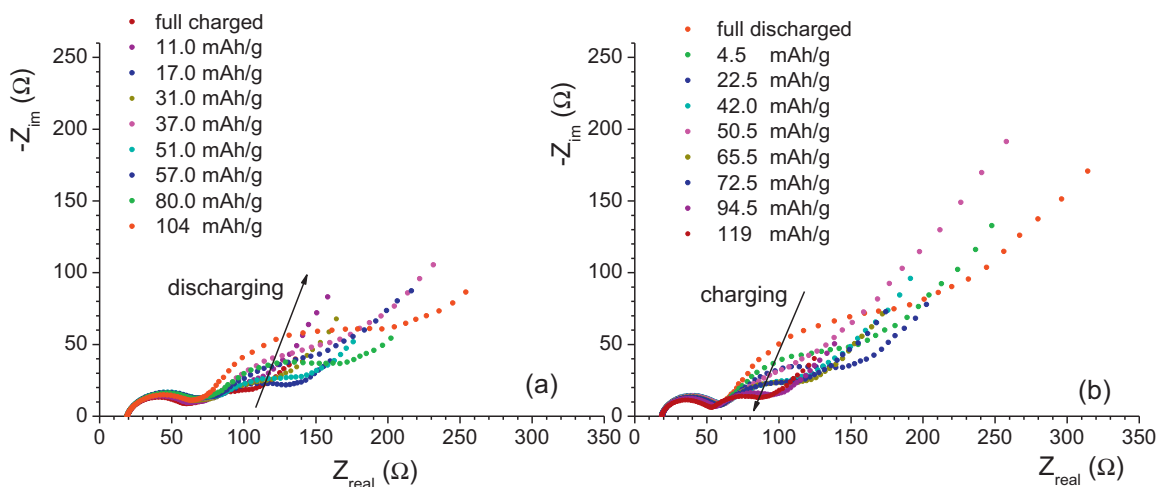 full charged
11.0 mAh/g
17.0 mAh/g
31.0 mAh/g
37.0 mAh/g
51.0 mAh/g
57.0 mAh/g
80.0 mAh/g
104 mAh/g
250
200
150
100
50
0
-Z_im (Ω)
discharging
(a)
0 50 100 150 200 250 300 350
Z_real (Ω)
full discharged
4.5 mAh/g
22.5 mAh/g
42.0 mAh/g
50.5 mAh/g
65.5 mAh/g
72.5 mAh/g
94.5 mAh/g
119 mAh/g
250
200
150
100
50
0
-Z_im (Ω)
charging
(b)
0 50 100 150 200 250 300 350
Z_real (Ω)